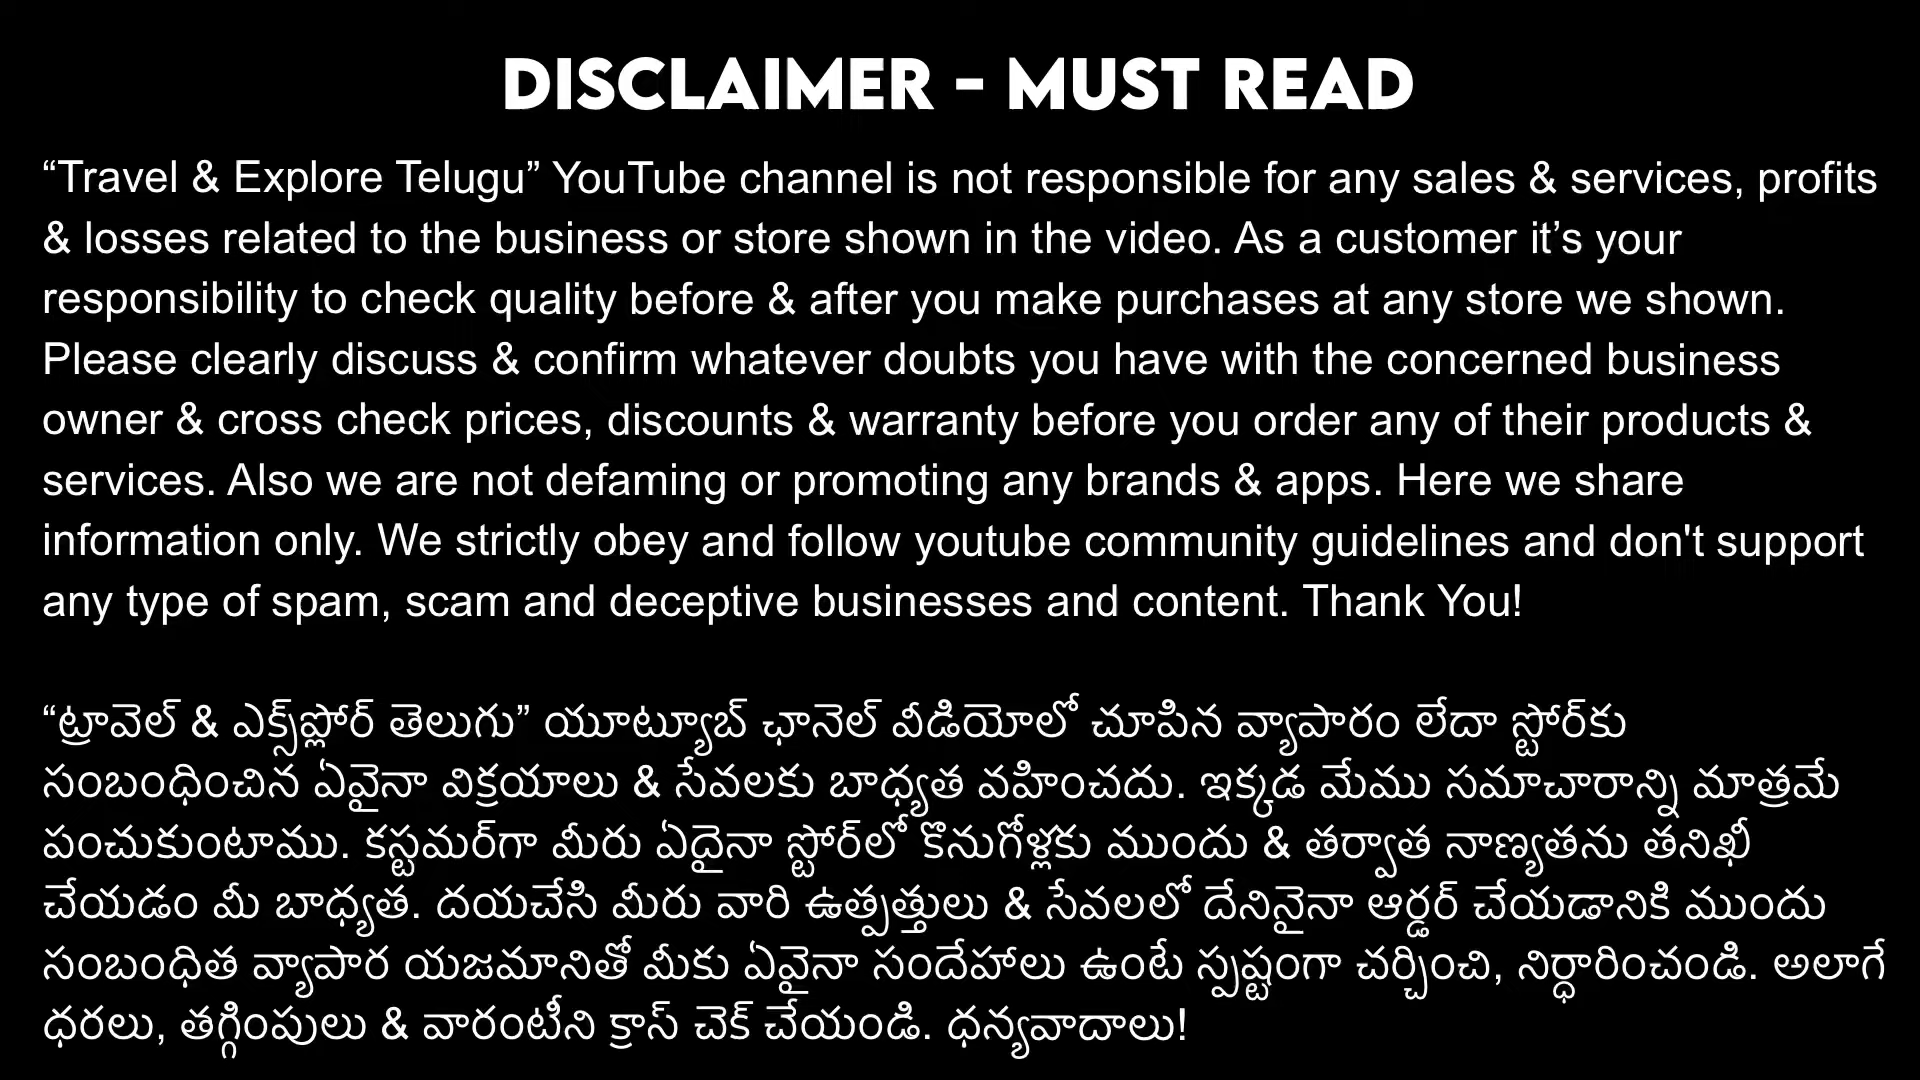 DISCLAIMER - MUST READ
“Travel & Explore Telugu” YouTube channel is not responsible for any sales & services, profits
& losses related to the business or store shown in the video. As a customer it’s your
responsibility to check quality before & after you make purchases at any store we shown.
Please clearly discuss & confirm whatever doubts you have with the concerned business
owner & cross check prices, discounts & warranty before you order any of their products &
services. Also we are not defaming or promoting any brands & apps. Here we share
information only. We strictly obey and follow youtube community guidelines and don't support
any type of spam, scam and deceptive businesses and content. Thank You!
“ట్రావెల్ & ఎక్స్‌ప్లోర్ తెలుగు” యూట్యూబ్ ఛానెల్ వీడియోలో చూపిన వ్యాపారం లేదా స్టోర్‌కు
సంబంధించిన ఏవైనా విక్రయాలు & సేవలకు బాధ్యత వహించదు. ఇక్కడ మేము సమాచారాన్ని మాత్రమే
పంచుకుంటాము. కస్టమర్‌గా మీరు ఏదైనా స్టోర్‌లో కొనుగోళ్లకు ముందు & తర్వాత నాణ్యతను తనిఖీ
చేయడం మీ బాధ్యత. దయచేసి మీరు వారి ఉత్పత్తులు & సేవలలో దేనినైనా ఆర్డర్ చేయడానికి ముందు
సంబంధిత వ్యాపార యజమానితో మీకు ఏవైనా సందేహాలు ఉంటే స్పష్టంగా చర్చించి, నిర్ధారించండి. అలాగే
ధరలు, తగ్గింపులు & వారంటీని క్రాస్ చెక్ చేయండి. ధన్యవాదాలు!